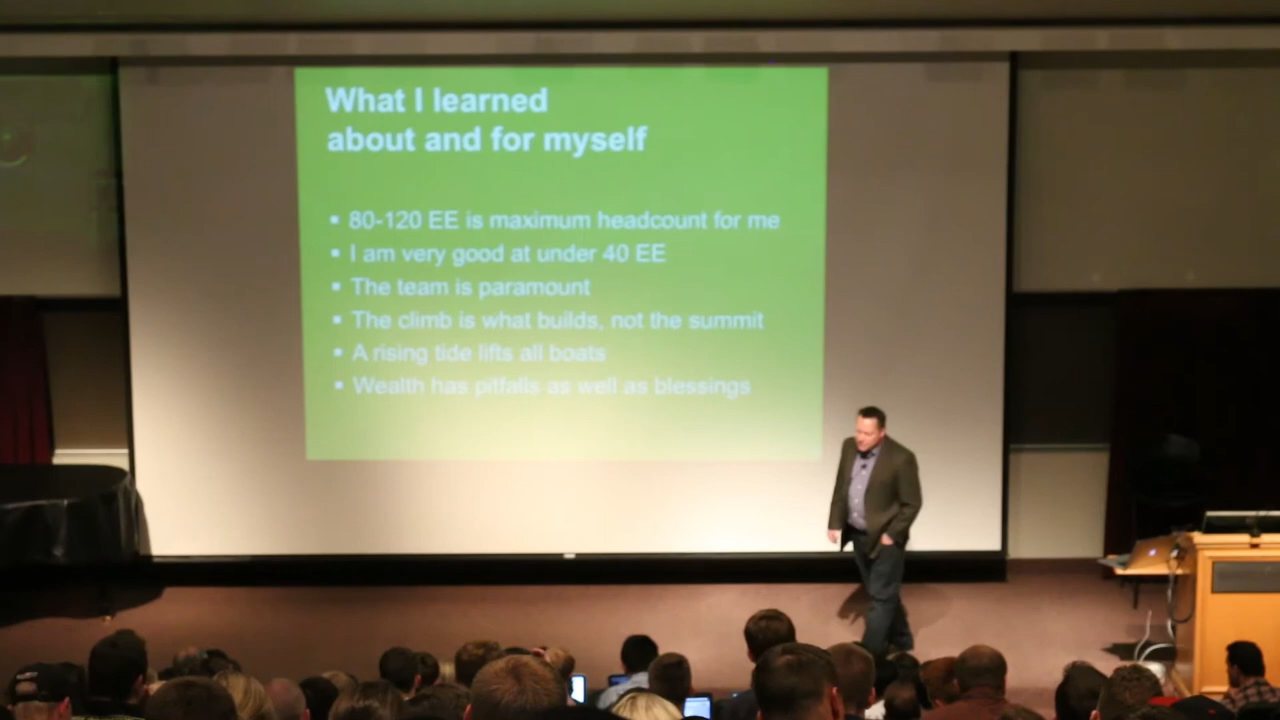 What I learned
about and for myself
▪ 80-120 EE is maximum headcount for me
▪ I am very good at under 40 EE
▪ The team is paramount
▪ The climb is what builds, not the summit
▪ A rising tide lifts all boats
▪ Wealth has pitfalls as well as blessings